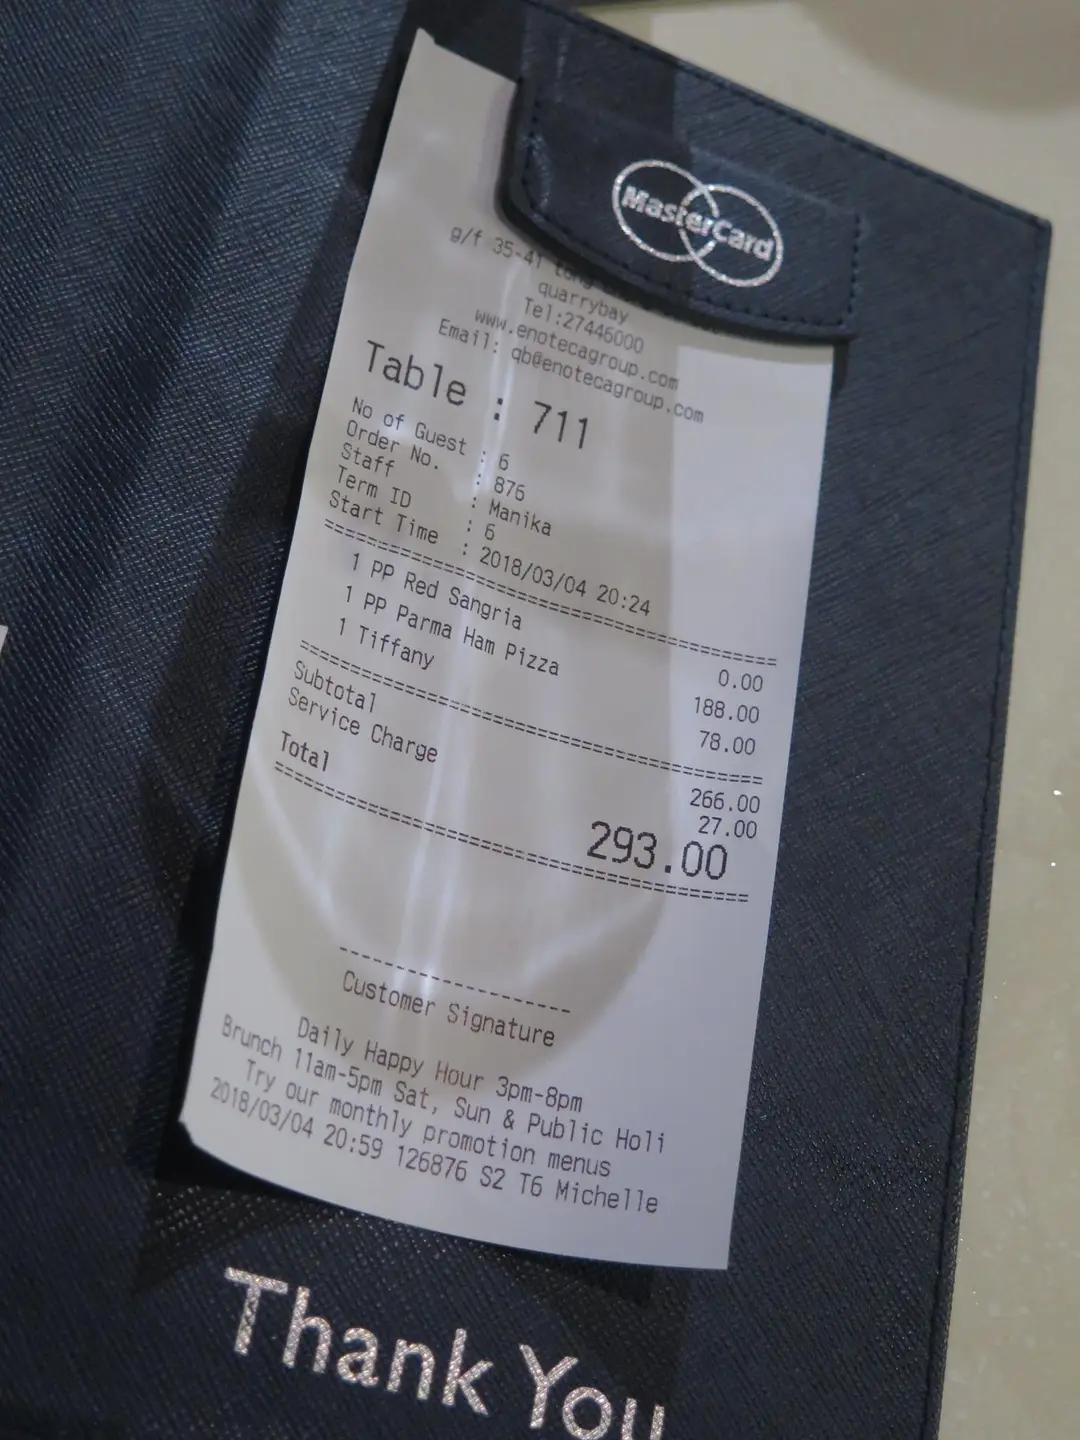 MasterCard
g/f 35-41
quarrybay
Tel:27446000
www.enotecagroup.com
Email: qb@enotecagroup.com
Table : 711
No of Guest : 6
Order No. : 876
Staff : Manika
Term ID : 6
Start Time : 2018/03/04 20:24
1 PP Red Sangria 0.00
1 PP Parma Ham Pizza 188.00
1 Tiffany 78.00
Subtotal 266.00
Service Charge 27.00
Total 293.00
Customer Signature
Daily Happy Hour 3pm-8pm
Brunch 11am-5pm Sat, Sun & Public Holi
Try our monthly promotion menus
2018/03/04 20:59 126876 S2 T6 Michelle
Thank You